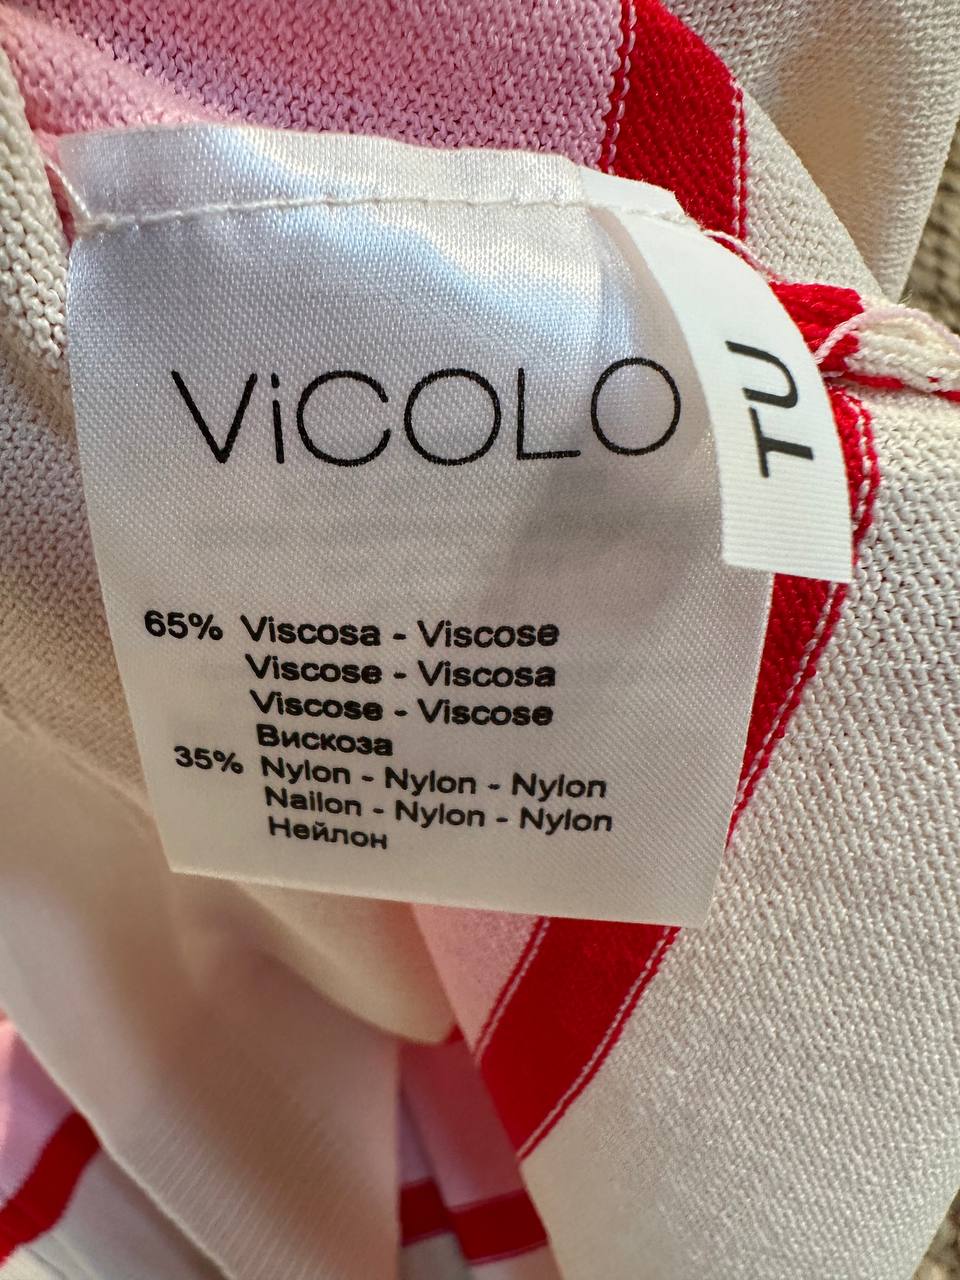 ViCOLO
TU
65% Viscosa - Viscose
Viscose - Viscosa
Viscose - Viscose
Вискоза
35% Nylon - Nylon - Nylon
Nailon - Nylon - Nylon
Нейлон